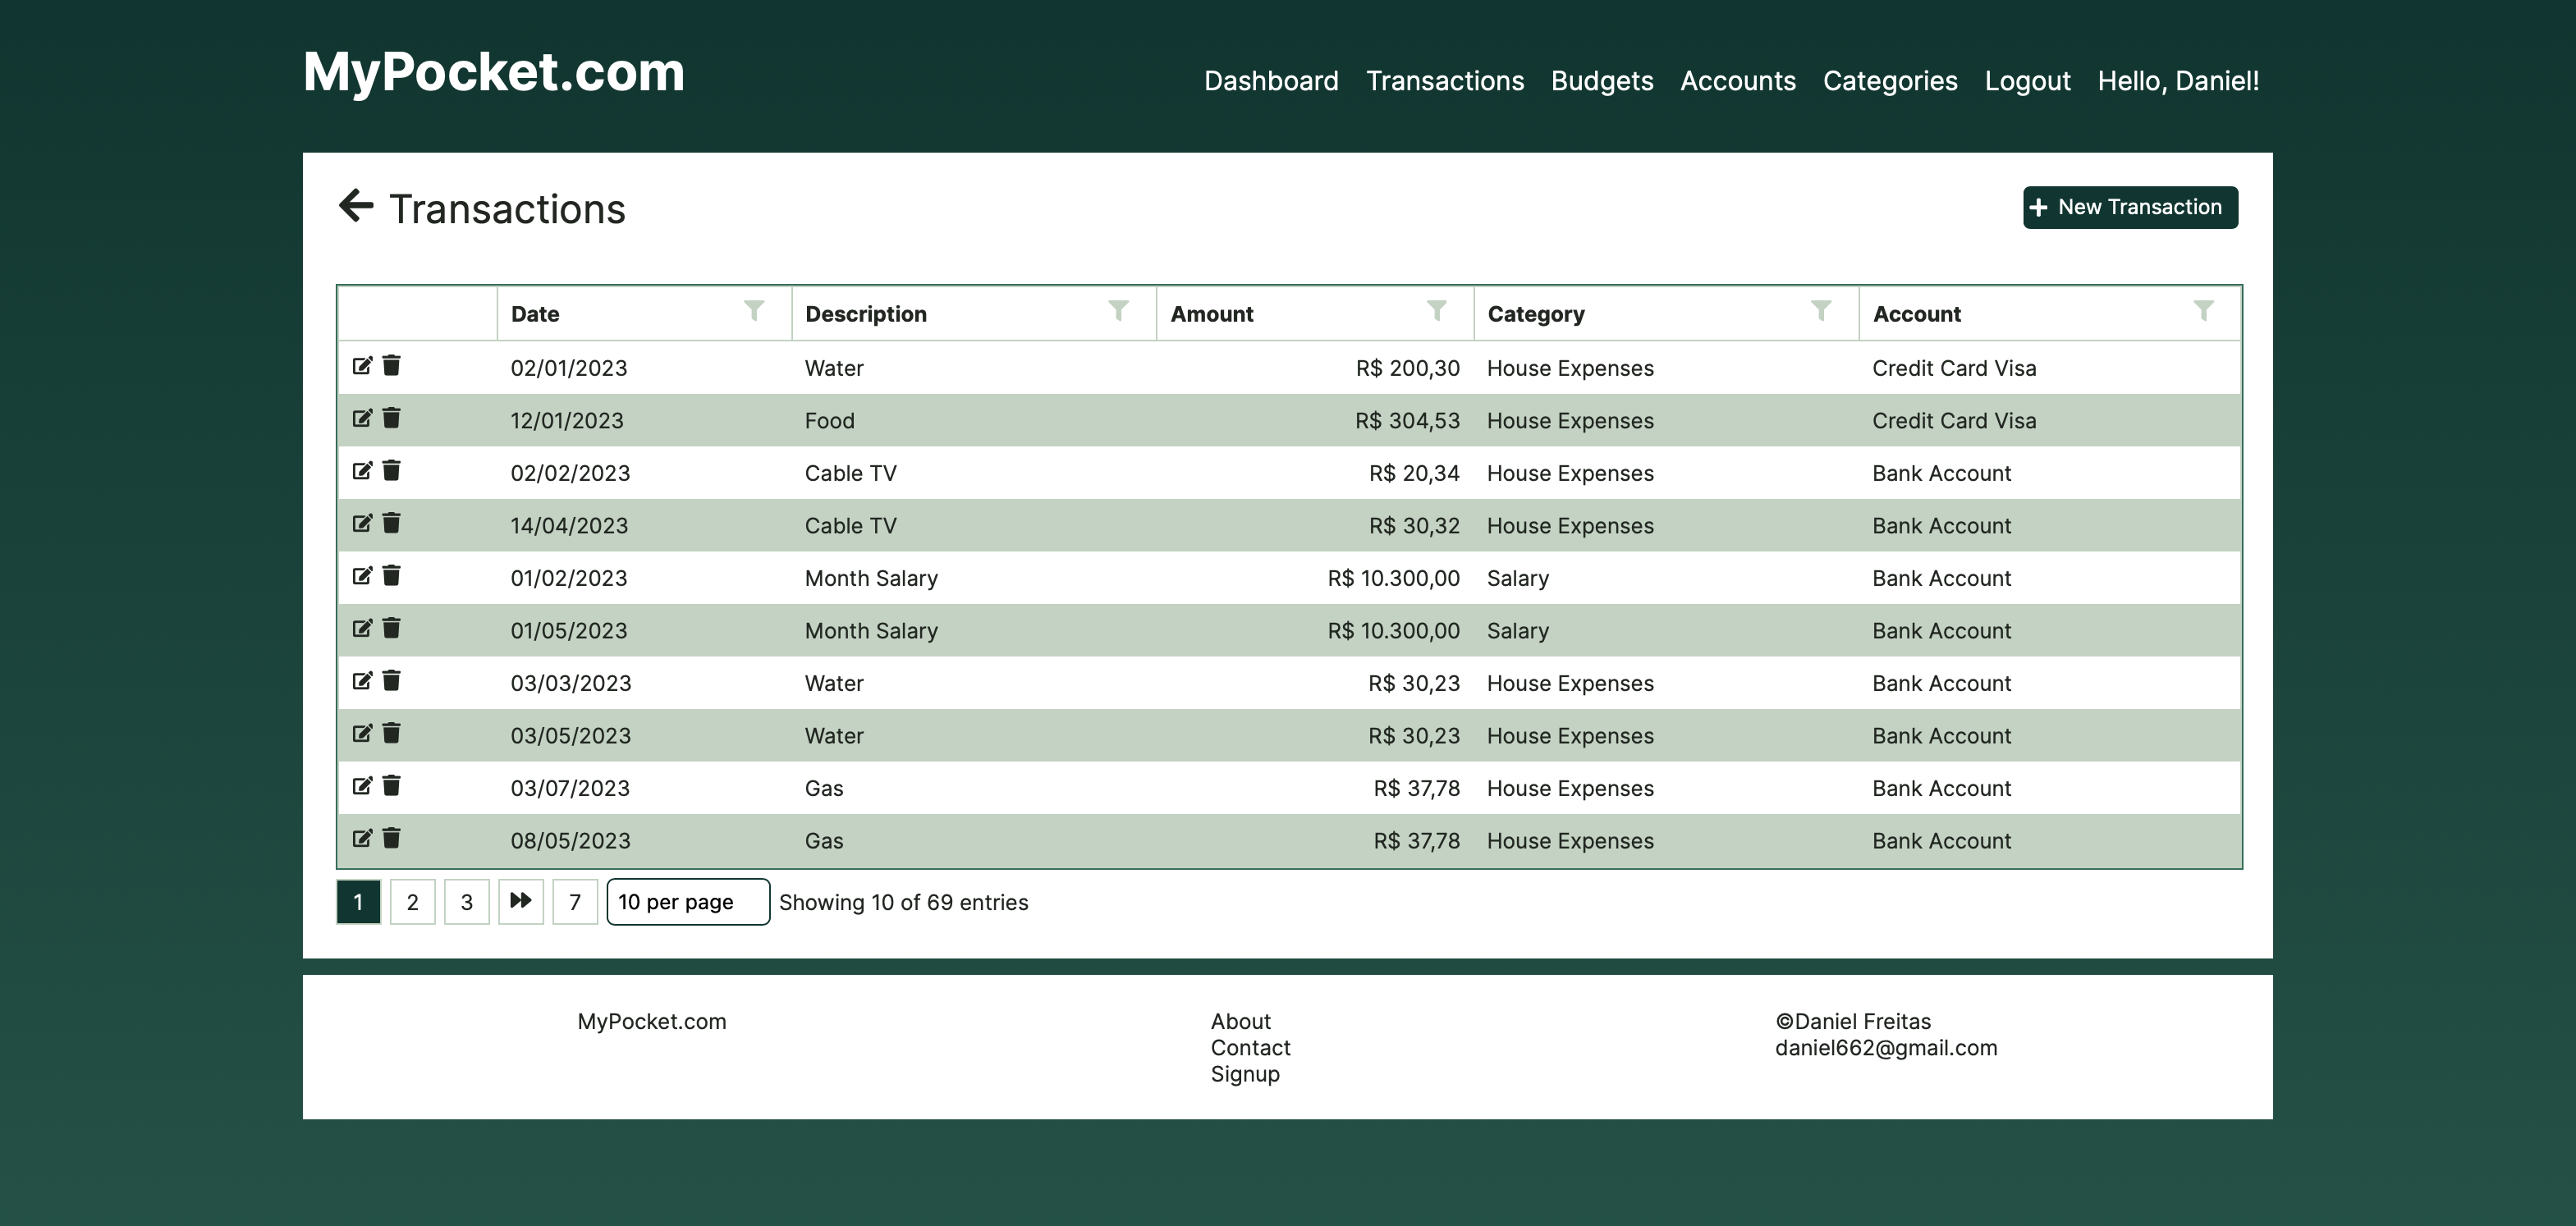 MyPocket.com
Dashboard Transactions Budgets Accounts Categories Logout Hello, Daniel!
Transactions
New Transaction
Date Description Amount Category Account
02/01/2023 Water R$ 200,30 House Expenses Credit Card Visa
12/01/2023 Food R$ 304,53 House Expenses Credit Card Visa
02/02/2023 Cable TV R$ 20,34 House Expenses Bank Account
14/04/2023 Cable TV R$ 30,32 House Expenses Bank Account
01/02/2023 Month Salary R$ 10.300,00 Salary Bank Account
01/05/2023 Month Salary R$ 10.300,00 Salary Bank Account
03/03/2023 Water R$ 30,23 House Expenses Bank Account
03/05/2023 Water R$ 30,23 House Expenses Bank Account
03/07/2023 Gas R$ 37,78 House Expenses Bank Account
08/05/2023 Gas R$ 37,78 House Expenses Bank Account
1 2 3 7 10 per page Showing 10 of 69 entries
MyPocket.com
About
Contact
Signup
©Daniel Freitas
daniel662@gmail.com